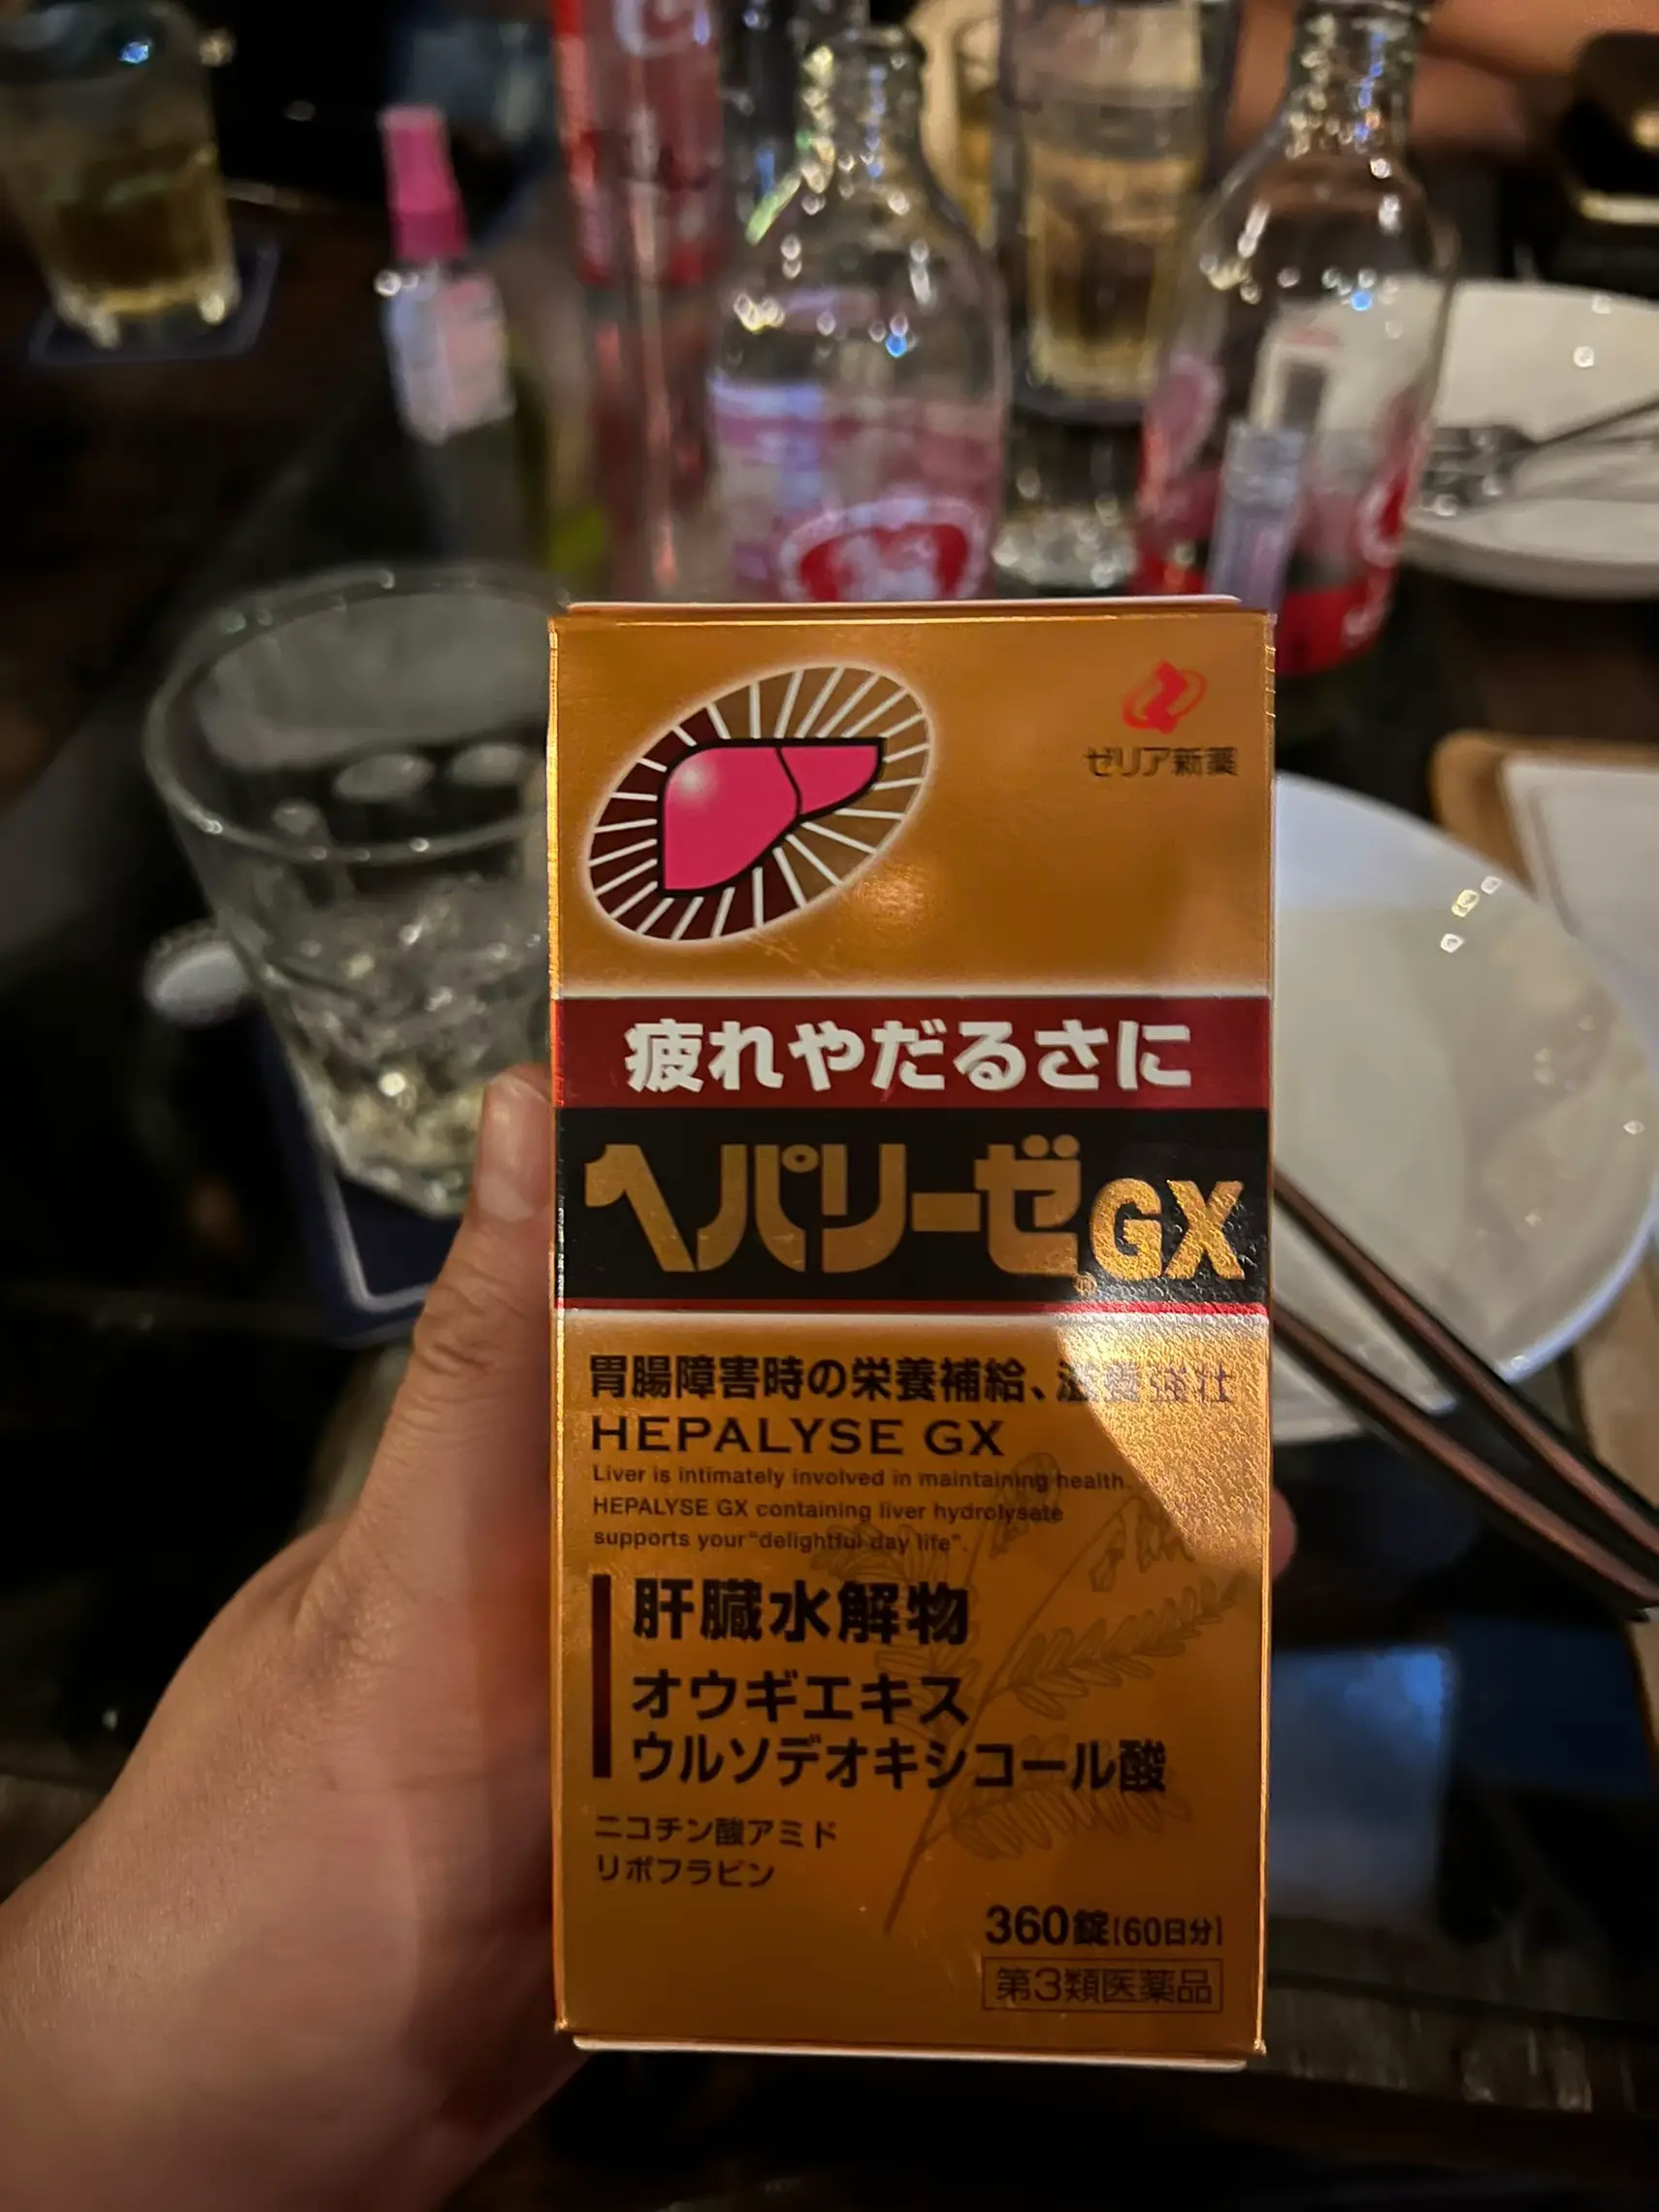 ゼリア新薬
疲れやだるさに
ヘパリーゼ®GX
胃腸障害時の栄養補給、滋養強壮
HEPALYSE GX
Liver is intimately involved in maintaining health.
HEPALYSE GX containing liver hydrolysate
supports your"delightful day life".
肝臓水解物
オウギエキス
ウルソデオキシコール酸
ニコチン酸アミド
リボフラビン
360錠[60日分]
第3類医薬品